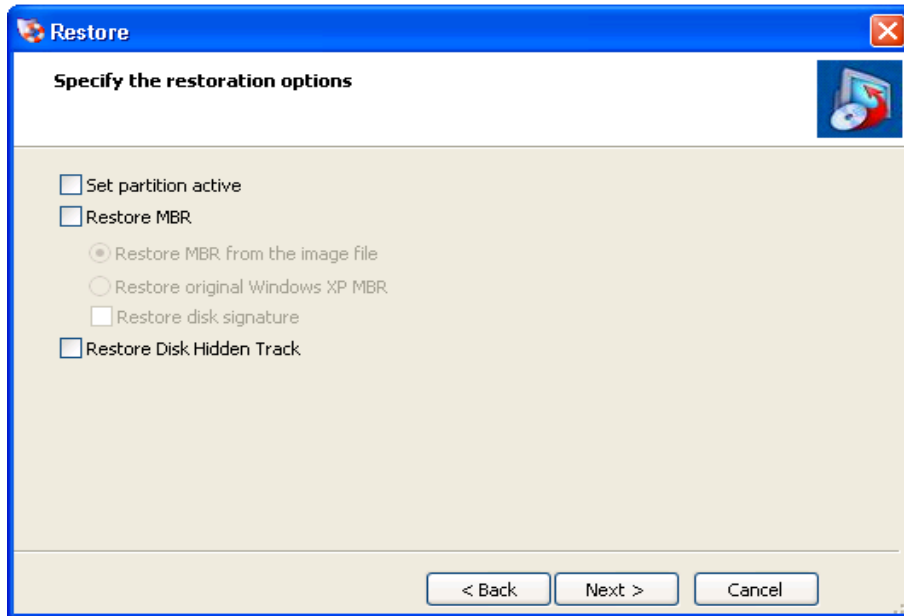 Restore
Specify the restoration options
Set partition active
Restore MBR
Restore MBR from the image file
Restore original Windows XP MBR
Restore disk signature
Restore Disk Hidden Track
< Back Next > Cancel